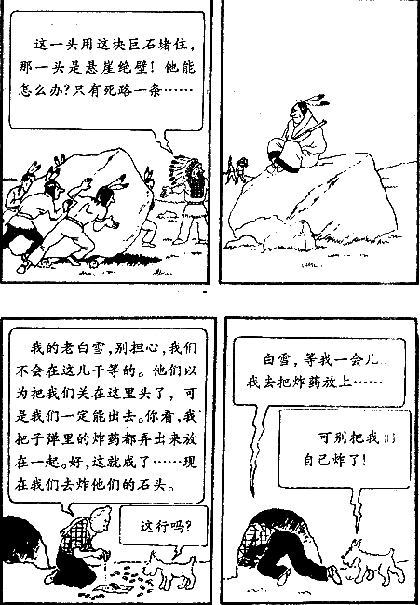 这一头用这块巨石堵住，
那一头是悬崖绝壁！他能
怎么办？只有死路一条……
我的老白雪，别担心，我们
不会在这儿干等的。他们以
为把我们关在这里头了，可
是我们一定能出去。你看，我
把子弹里的炸药都弄出来放
在一起。好，这就成了……现
在我们去炸他们的石头。
这行吗？
白雪，等我一会儿…
我去把炸药放上……
可别把我们
自己炸了！